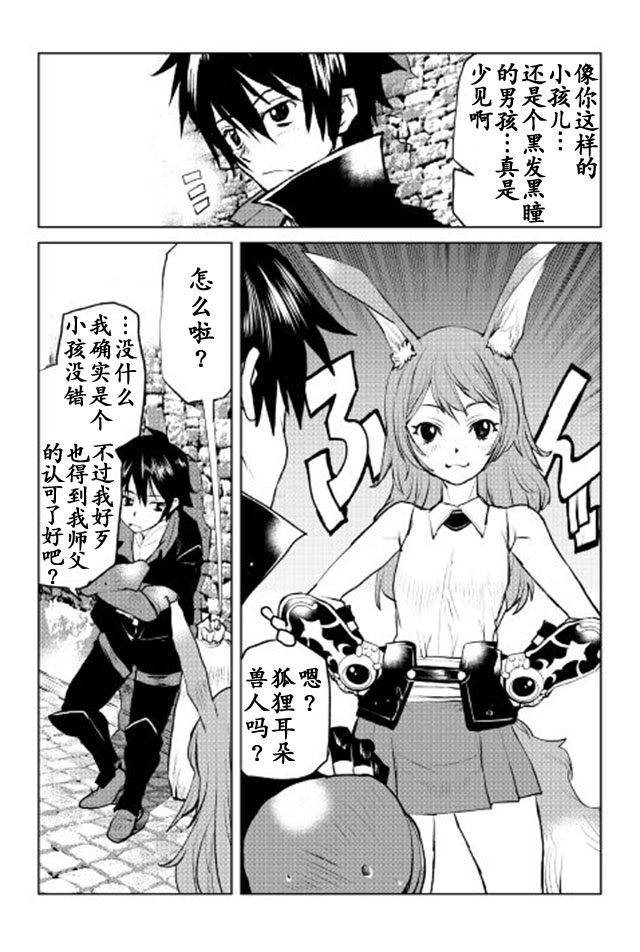 像你这样的
小孩儿…
还是个黑发黑瞳
的男孩…真是
少见啊
ふ
ん
嗯？
狐狸耳朵
兽人吗？
怎么啦？
…没什么
我确实是个
小孩没错
不过我好歹
也得到我师父
的认可了好吧？